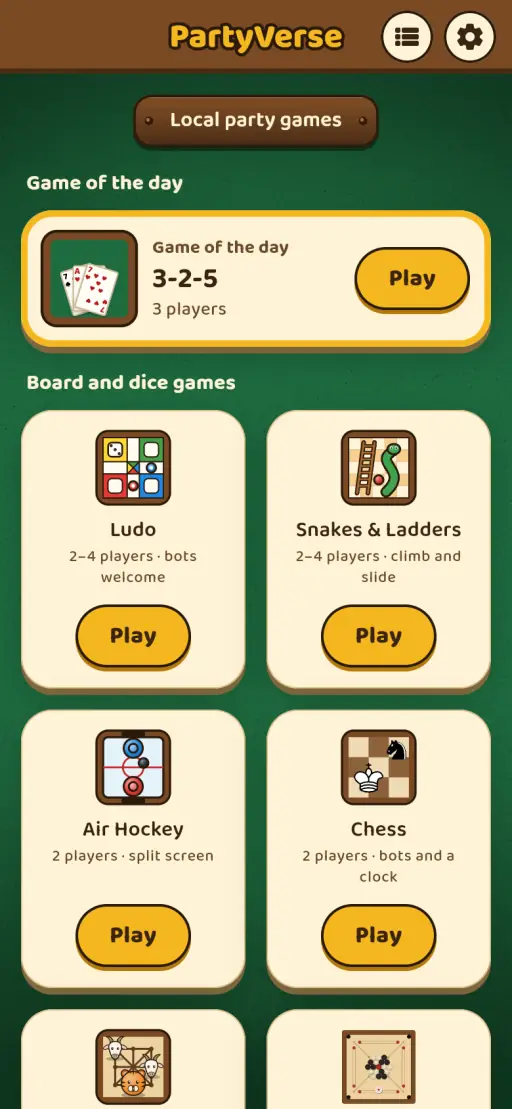 PartyVerse
Local party games
Game of the day
Game of the day
3-2-5
3 players
Play
Board and dice games
Ludo
2–4 players · bots
welcome
Play
Snakes & Ladders
2–4 players · climb and
slide
Play
Air Hockey
2 players · split screen
Play
Chess
2 players · bots and a
clock
Play